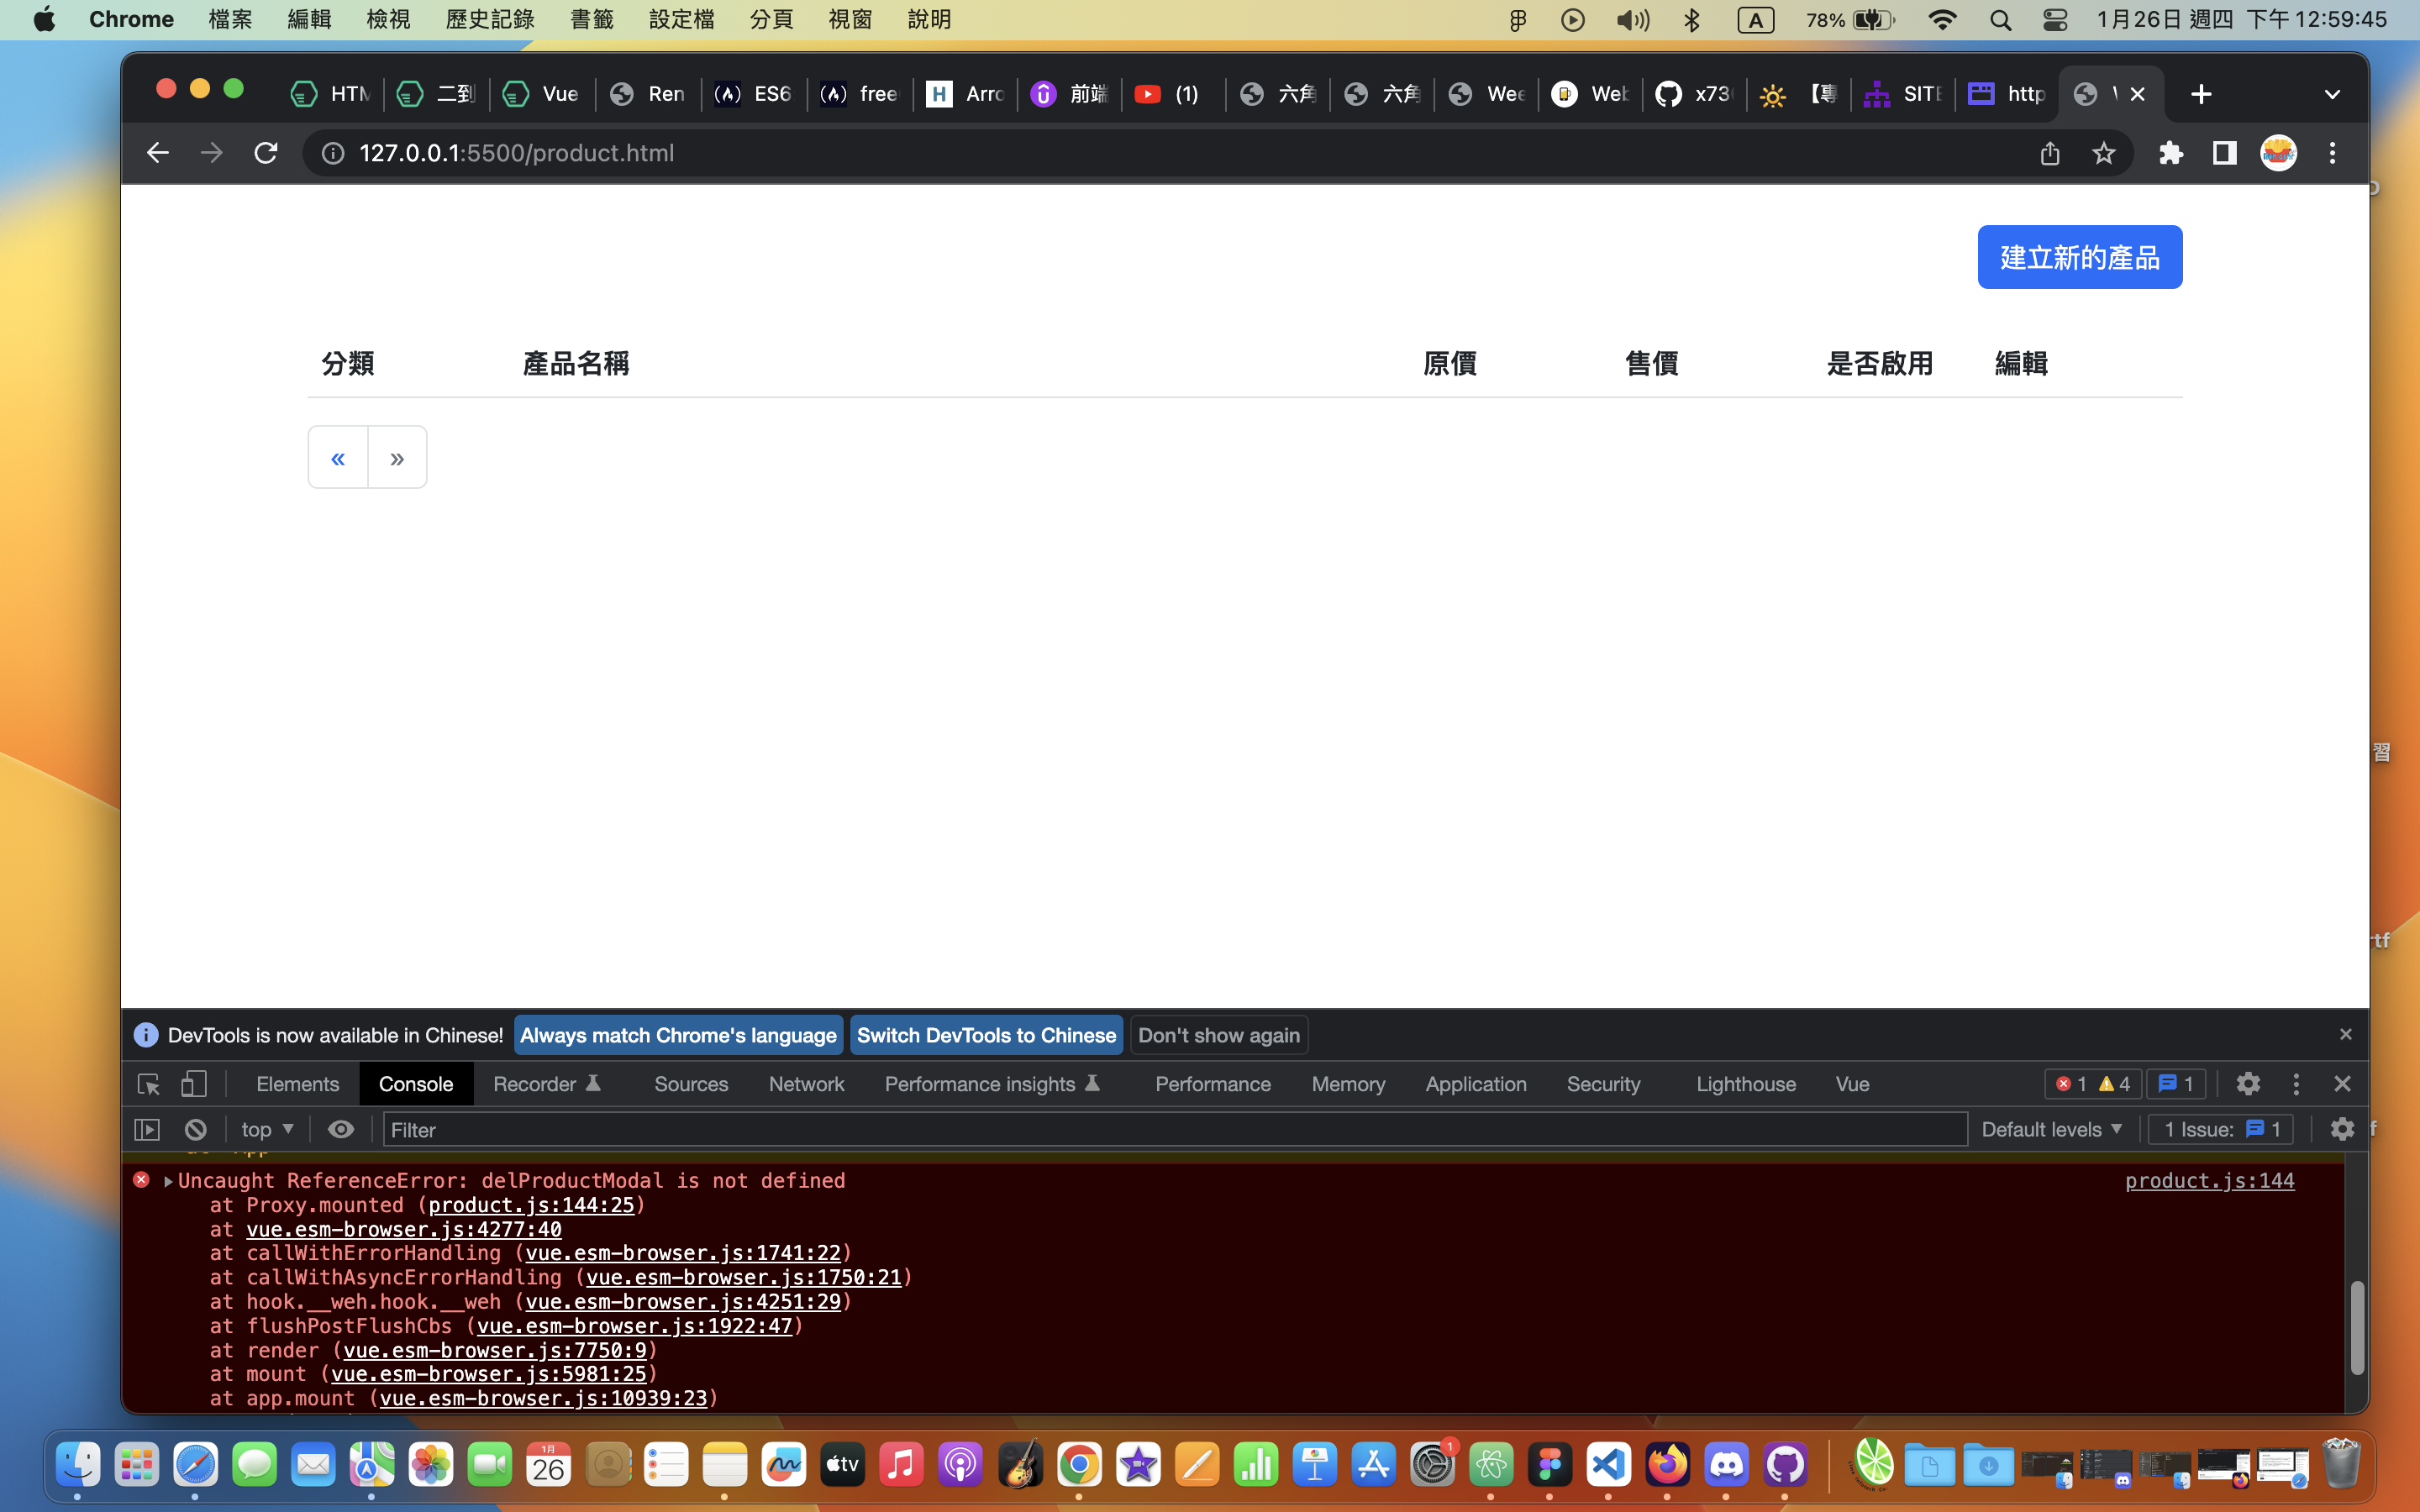 Chrome 檔案 編輯 檢視 歷史記錄 書籤 設定檔 分頁 視窗 說明 A 78% 1月26日 週四 下午 12:59:45
HTM 二到 Vue Ren ES6 free Arro 前端 (1) 六角 六角 Wee Web x73 【專 SITE http
127.0.0.1:5500/product.html
建立新的產品
分類 產品名稱 原價 售價 是否啟用 編輯
« »
習
tf
DevTools is now available in Chinese! Always match Chrome's language Switch DevTools to Chinese Don't show again
Elements Console Recorder Sources Network Performance insights Performance Memory Application Security Lighthouse Vue 1 4 1
top Filter Default levels 1 Issue: 1
Uncaught ReferenceError: delProductModal is not defined product.js:144
at Proxy.mounted (product.js:144:25)
at vue.esm-browser.js:4277:40
at callWithErrorHandling (vue.esm-browser.js:1741:22)
at callWithAsyncErrorHandling (vue.esm-browser.js:1750:21)
at hook.__weh.hook.__weh (vue.esm-browser.js:4251:29)
at flushPostFlushCbs (vue.esm-browser.js:1922:47)
at render (vue.esm-browser.js:7750:9)
at mount (vue.esm-browser.js:5981:25)
at app.mount (vue.esm-browser.js:10939:23)
1月
26
tv
1